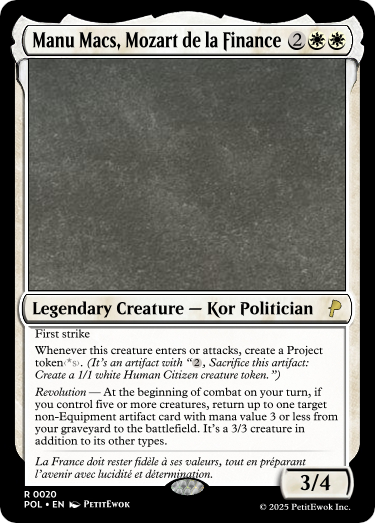 Manu Macs, Mozart de la Finance 2
Legendary Creature — Kor Politician
First strike
Whenever this creature enters or attacks, create a Project
token. (It's an artifact with “2, Sacrifice this artifact:
Create a 1/1 white Human Citizen creature token.”)
Revolution — At the beginning of combat on your turn, if
you control five or more creatures, return up to one target
non-Equipment artifact card with mana value 3 or less from
your graveyard to the battlefield. It's a 3/3 creature in
addition to its other types.
La France doit rester fidèle à ses valeurs, tout en préparant
l'avenir avec lucidité et détermination.
3/4
R 0020
POL • EN PetitEwok
© 2025 PetitEwok Inc.